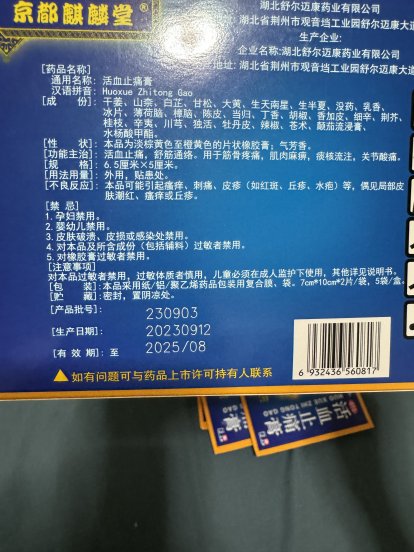 京都麒麟堂®
湖北舒尔迈康药业有限公司
湖北省荆州市观音垱工业园舒尔迈康大道
生产企业:
企业名称:湖北舒尔迈康药业有限公司
地址:湖北省荆州市观音垱工业园舒尔迈康大道
[药品名称]
通用名称:活血止痛膏
汉语拼音:Huoxue Zhitong Gao
[成 份]:干姜、山奈、白芷、甘松、大黄、生天南星、生半夏、没药、乳香、
冰片、薄荷脑、樟脑、陈皮、当归、丁香、胡椒、香加皮、细辛、荆芥、
桂枝、辛夷、川芎、独活、牡丹皮、辣椒、苍术、颠茄流浸膏、
水杨酸甲酯。
[性 状]:本品为淡棕黄色至橙黄色的片状橡胶膏;气芳香。
[功能主治]:活血止痛,舒筋通络。用于筋骨疼痛,肌肉麻痹,痰核流注,关节酸痛。
[规 格]:6.5厘米×5厘米。
[用法用量]:外用,贴患处。
[不良反应]:本品可能引起瘙痒、刺痛、皮疹(如红斑、丘疹、水疱)等,偶见局部皮
肤潮红、瘙痒或丘疹。
[禁 忌]
1.孕妇禁用。
2.婴幼儿禁用。
3.皮肤破溃、皮损或感染处禁用。
4.对本品及所含成份(包括辅料)过敏者禁用。
5.对橡胶膏过敏者禁用。
[注意事项]
对本品过敏者禁用,过敏体质者慎用,儿童必须在成人监护下使用,其他详见说明书。
[包 装]:本品采用纸/铝/聚乙烯药品包装用复合膜、袋。7cm*10cm*2片/袋,5袋/盒。
[贮 藏]:密封,置阴凉处。
[产品批号]: 230903
[生产日期]: 20230912
[有效期]:至 2025/08
6 932436 560817
▲如有问题可与药品上市许可持有人联系
HUO XUE ZHI TONG GAO
活血止痛膏